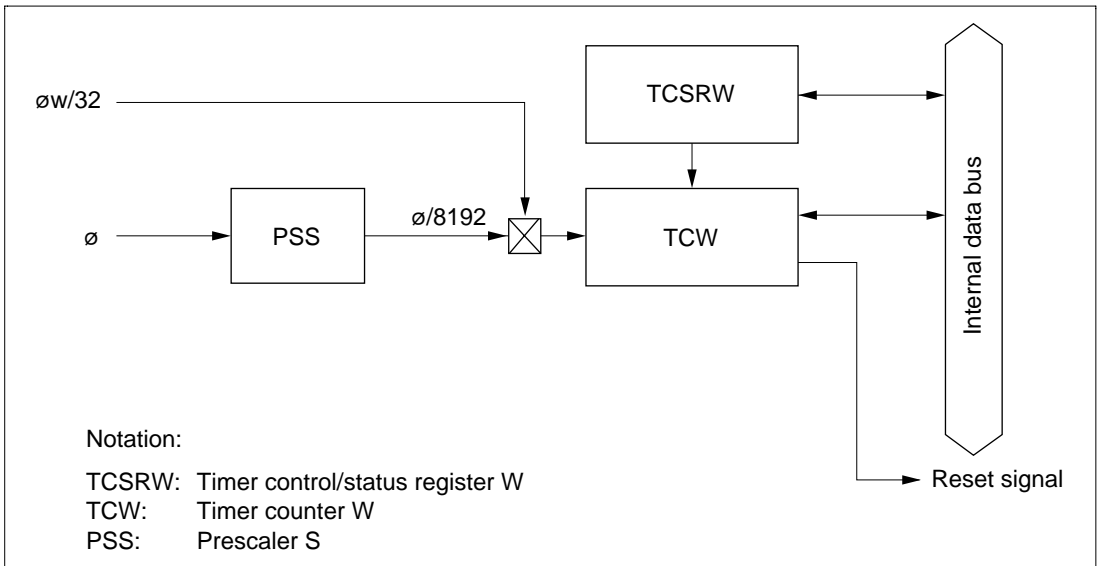 øw/32
TCSRW
ø
PSS
ø/8192
TCW
Internal data bus
Reset signal
Notation:
TCSRW: Timer control/status register W
TCW: Timer counter W
PSS: Prescaler S